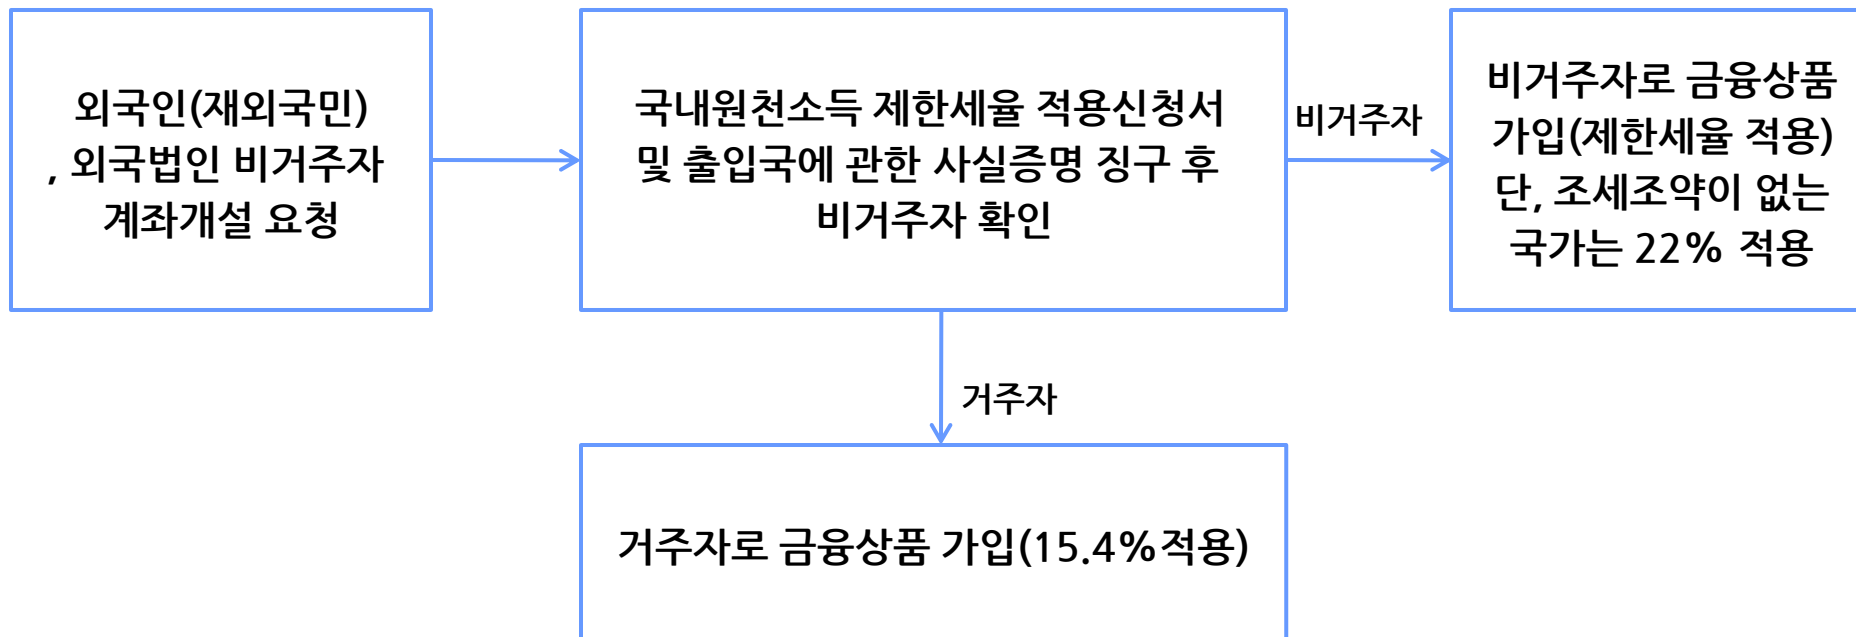 외국인(재외국민)
, 외국법인 비거주자
계좌개설 요청
국내원천소득 제한세율 적용신청서
및 출입국에 관한 사실증명 징구 후
비거주자 확인
비거주자
비거주자로 금융상품
가입(제한세율 적용)
단, 조세조약이 없는
국가는 22% 적용
거주자
거주자로 금융상품 가입(15.4%적용)